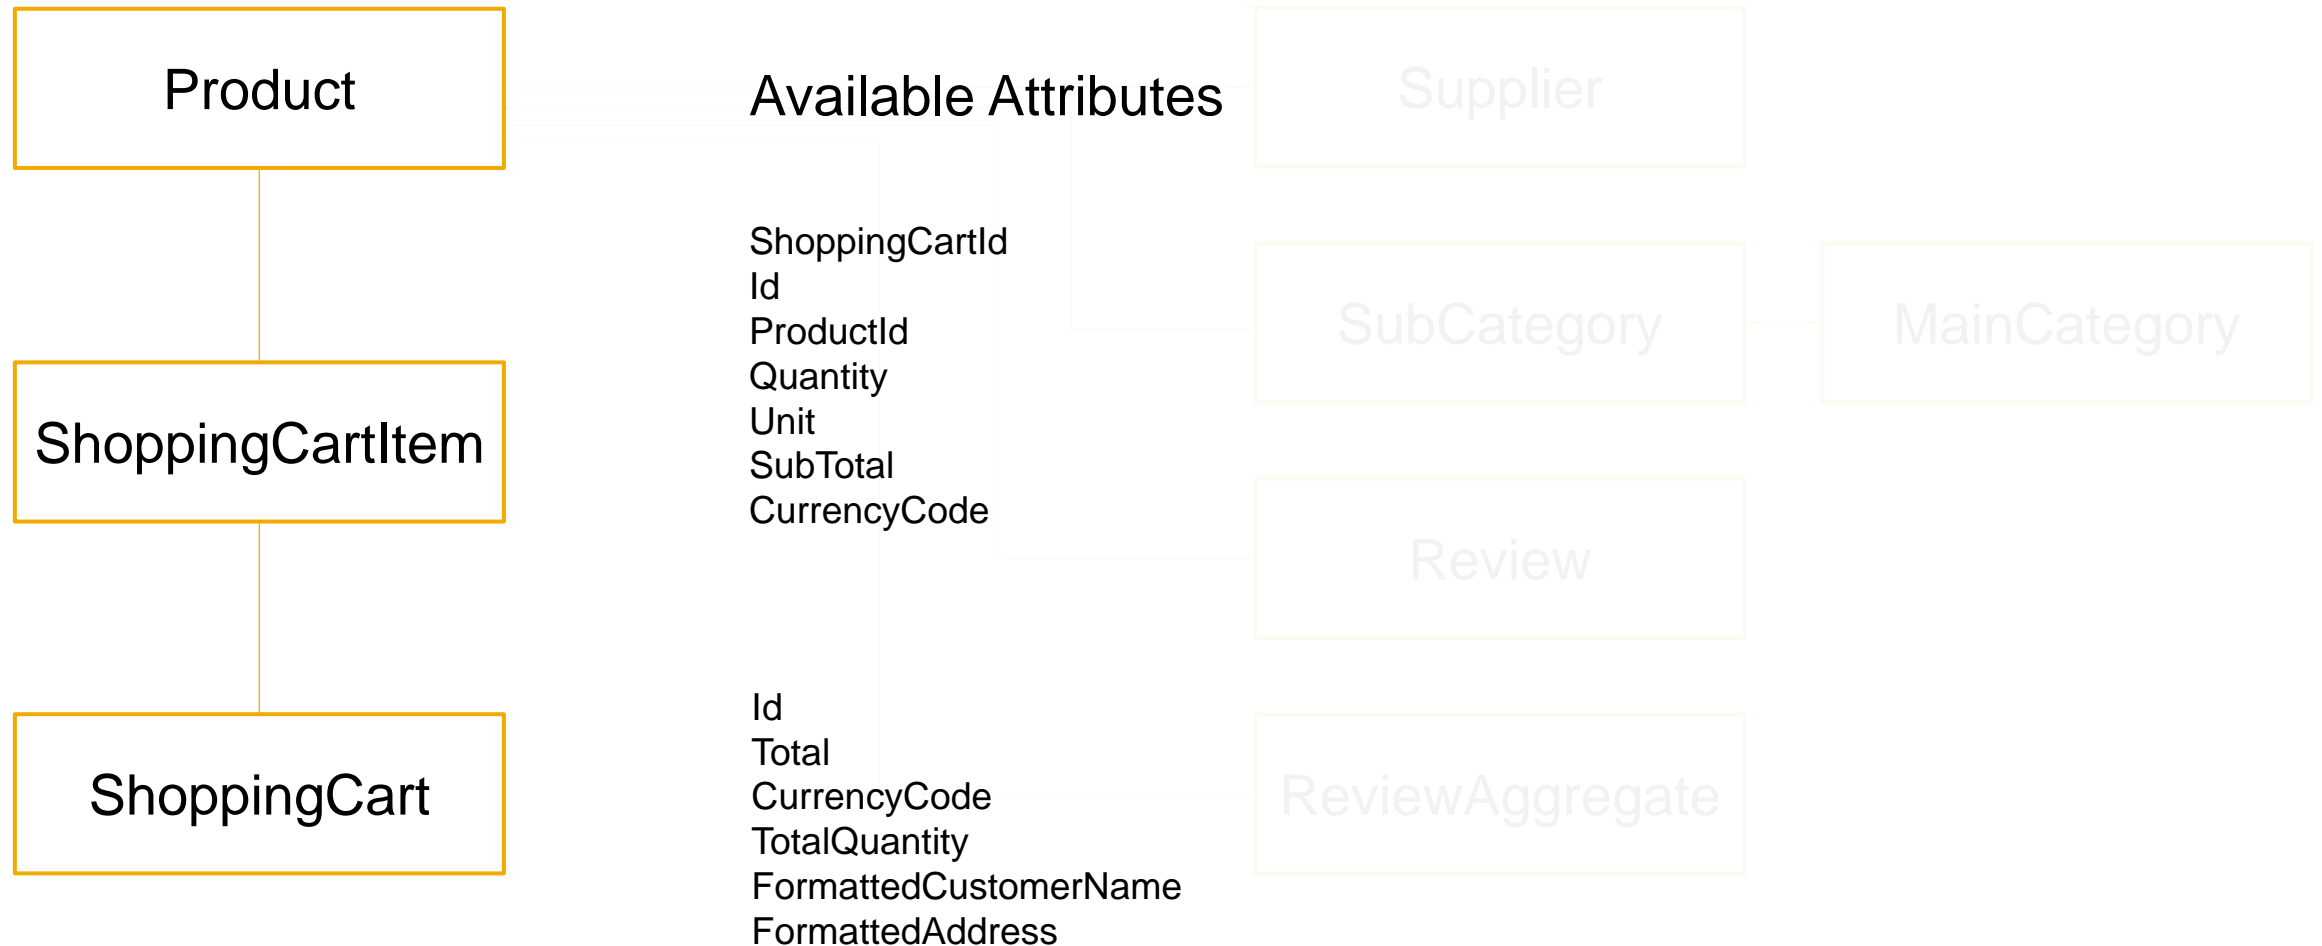 Product
Available Attributes
Supplier
ShoppingCartId
Id
ProductId
Quantity
Unit
SubTotal
CurrencyCode
SubCategory
MainCategory
ShoppingCartItem
Review
Id
Total
CurrencyCode
TotalQuantity
FormattedCustomerName
FormattedAddress
ShoppingCart
ReviewAggregate